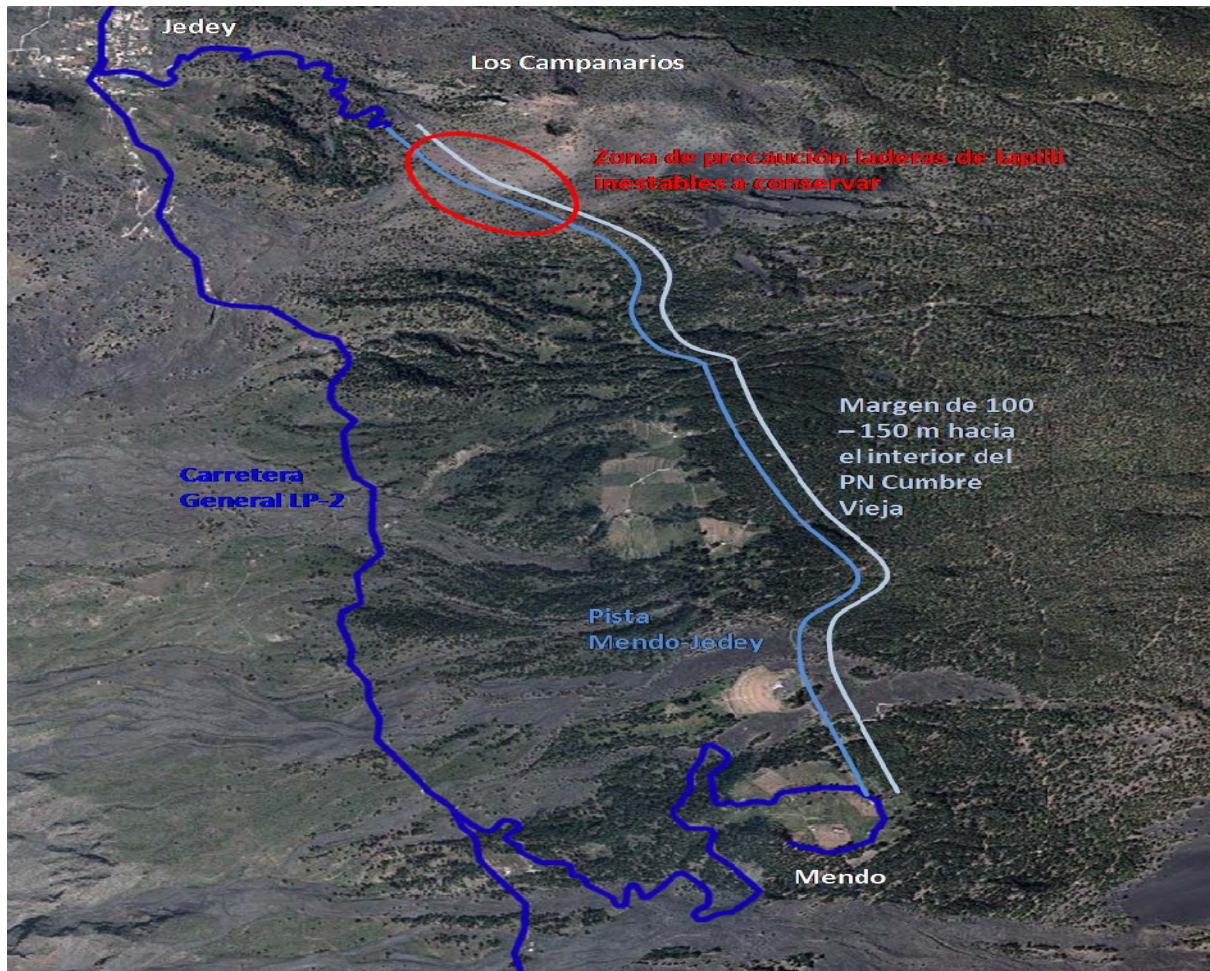 Jedey
Los Campanarios
Zona de precaución laderas de lapilli
inestables a conservar
Margen de 100
–150 m hacia
el interior del
PN Cumbre
Vieja
Carretera
General LP-2
Pista
Mendo-Jedey
Mendo